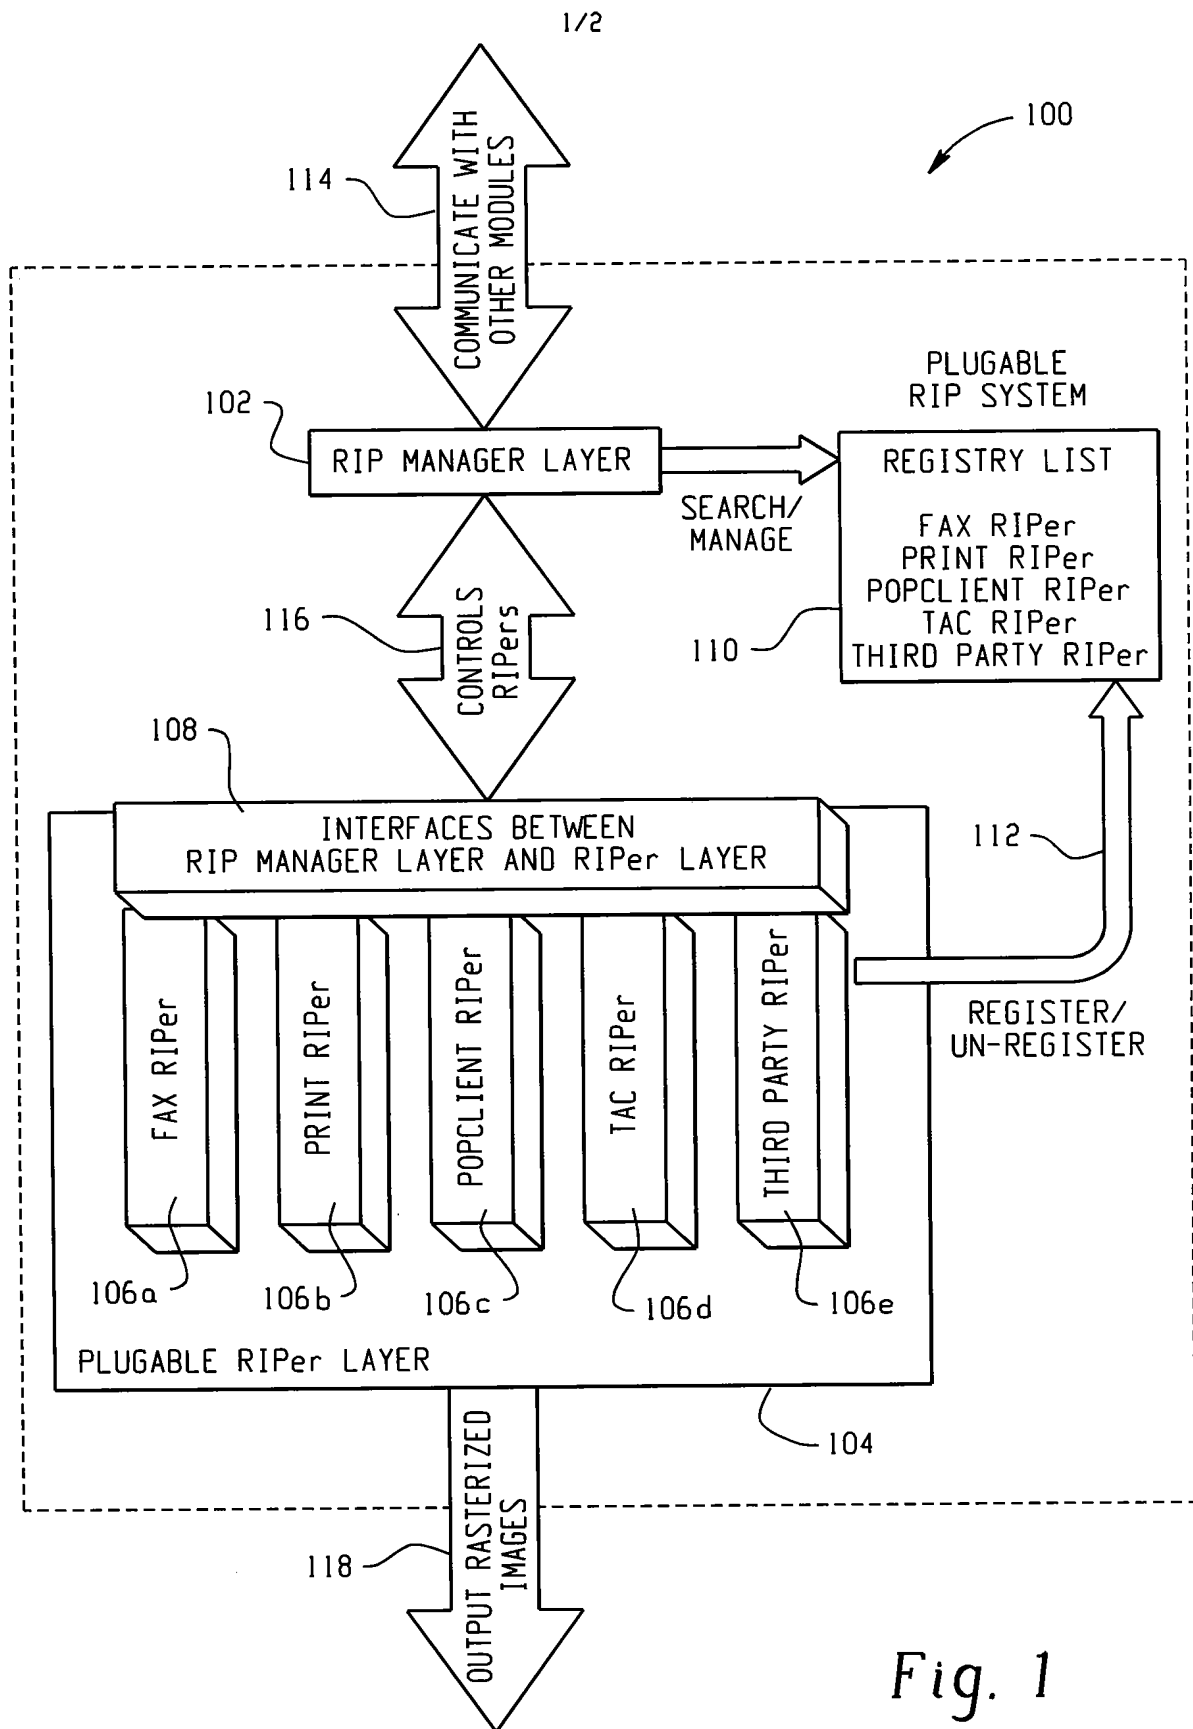 1/2
100
COMMUNICATE WITH
OTHER MODULES
114
PLUGABLE
RIP SYSTEM
102
RIP MANAGER LAYER
SEARCH/
MANAGE
REGISTRY LIST
FAX RIPer
PRINT RIPer
POPCLIENT RIPer
TAC RIPer
THIRD PARTY RIPer
110
CONTROLS
RIPers
116
108
INTERFACES BETWEEN
RIP MANAGER LAYER AND RIPer LAYER
112
REGISTER/
UN-REGISTER
FAX RIPer
PRINT RIPer
POPCLIENT RIPer
TAC RIPer
THIRD PARTY RIPer
106a
106b
106c
106d
106e
PLUGABLE RIPer LAYER
104
OUTPUT RASTERIZED
IMAGES
118
Fig. 1